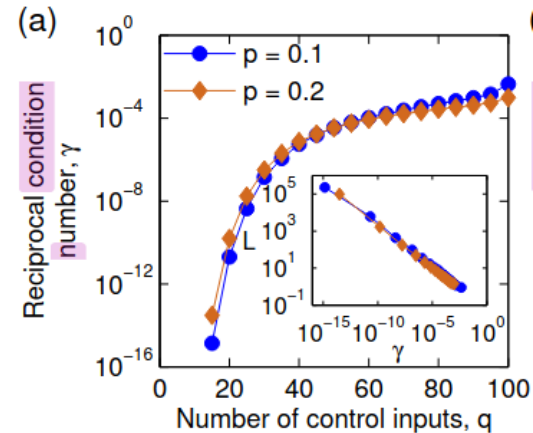 (a)
Reciprocal condition
number, γ
10^0
10^-4
10^-8
10^-12
10^-16
p = 0.1
p = 0.2
L
10^5
10^3
10^1
10^-1
10^-15 10^-10 10^-5 10^0
γ
0 20 40 60 80 100
Number of control inputs, q
(